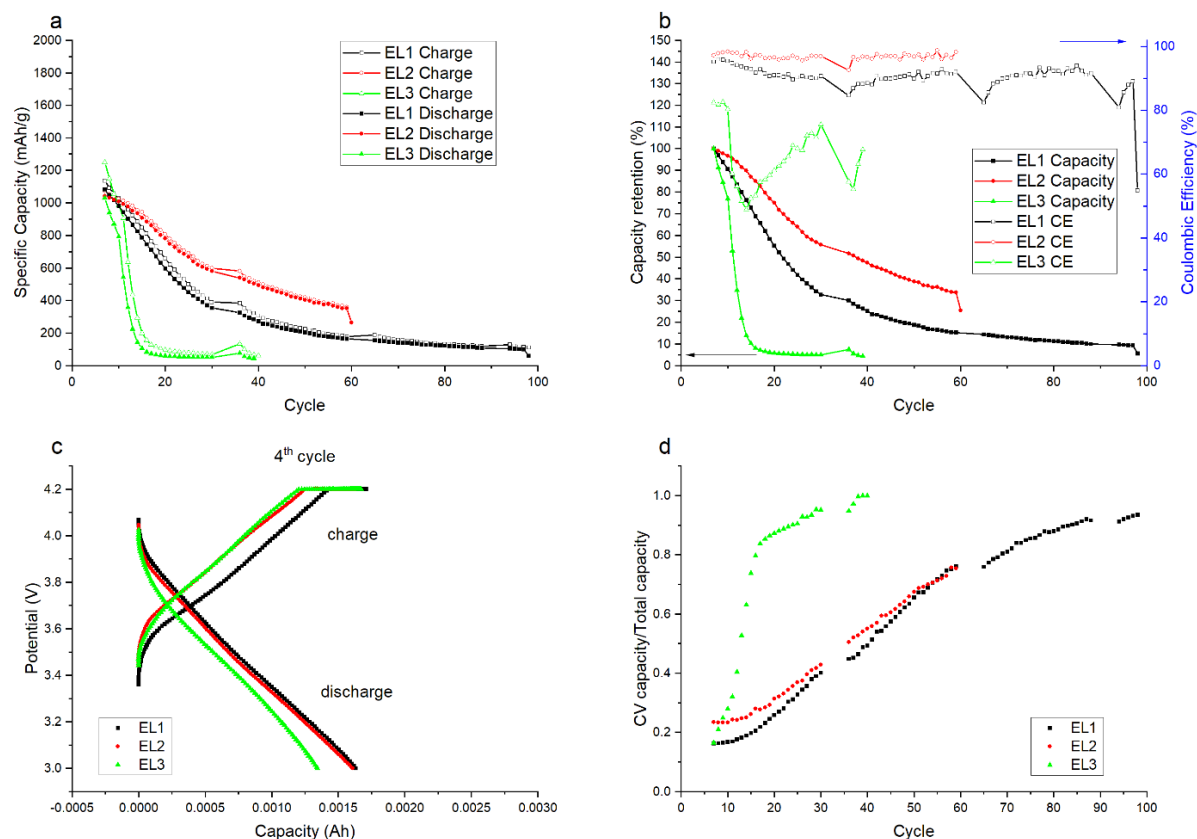 a
Specific Capacity (mAh/g)
2000
1800
1600
1400
1200
1000
800
600
400
200
0
0 20 40 60 80 100
Cycle
EL1 Charge
EL2 Charge
EL3 Charge
EL1 Discharge
EL2 Discharge
EL3 Discharge
b
Capacity retention (%)
150
140
130
120
110
100
90
80
70
60
50
40
30
20
10
0
0 10 20 30 40 50 60 70 80 90 100
Cycle
100
80
60
40
20
0
Coulombic Efficiency (%)
EL1 Capacity
EL2 Capacity
EL3 Capacity
EL1 CE
EL2 CE
EL3 CE
c
4th cycle
Potential (V)
4.2
4.0
3.8
3.6
3.4
3.2
3.0
charge
discharge
EL1
EL2
EL3
-0.0005 0.0000 0.0005 0.0010 0.0015 0.0020 0.0025 0.0030
Capacity (Ah)
d
CV capacity/Total capacity
1.0
0.8
0.6
0.4
0.2
0.0
EL1
EL2
EL3
0 10 20 30 40 50 60 70 80 90 100
Cycle